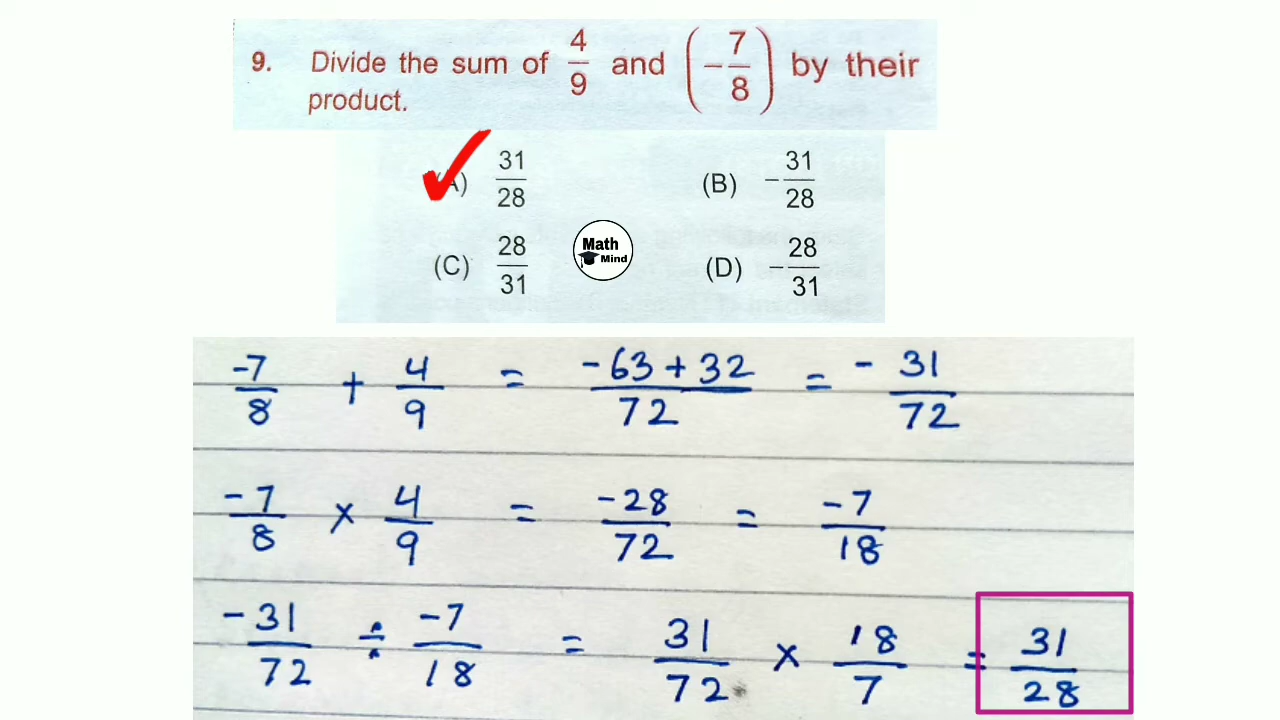 9. Divide the sum of 4/9 and (-7/8) by their
product.
(A) 31/28 (B) -31/28
(C) 28/31 (D) -28/31
Math
Mind
-7/8 + 4/9 = -63+32/72 = -31/72
-7/8 × 4/9 = -28/72 = -7/18
-31/72 ÷ -7/18 = 31/72 × 18/7 = 31/28